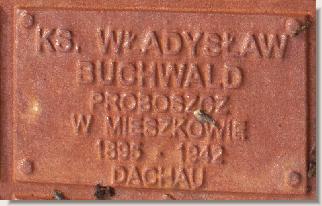 KS. WŁADYSŁAW
BUCHWALD
PROBOSZCZ
W MIESZKOWIE
1895 - 1942
DACHAU